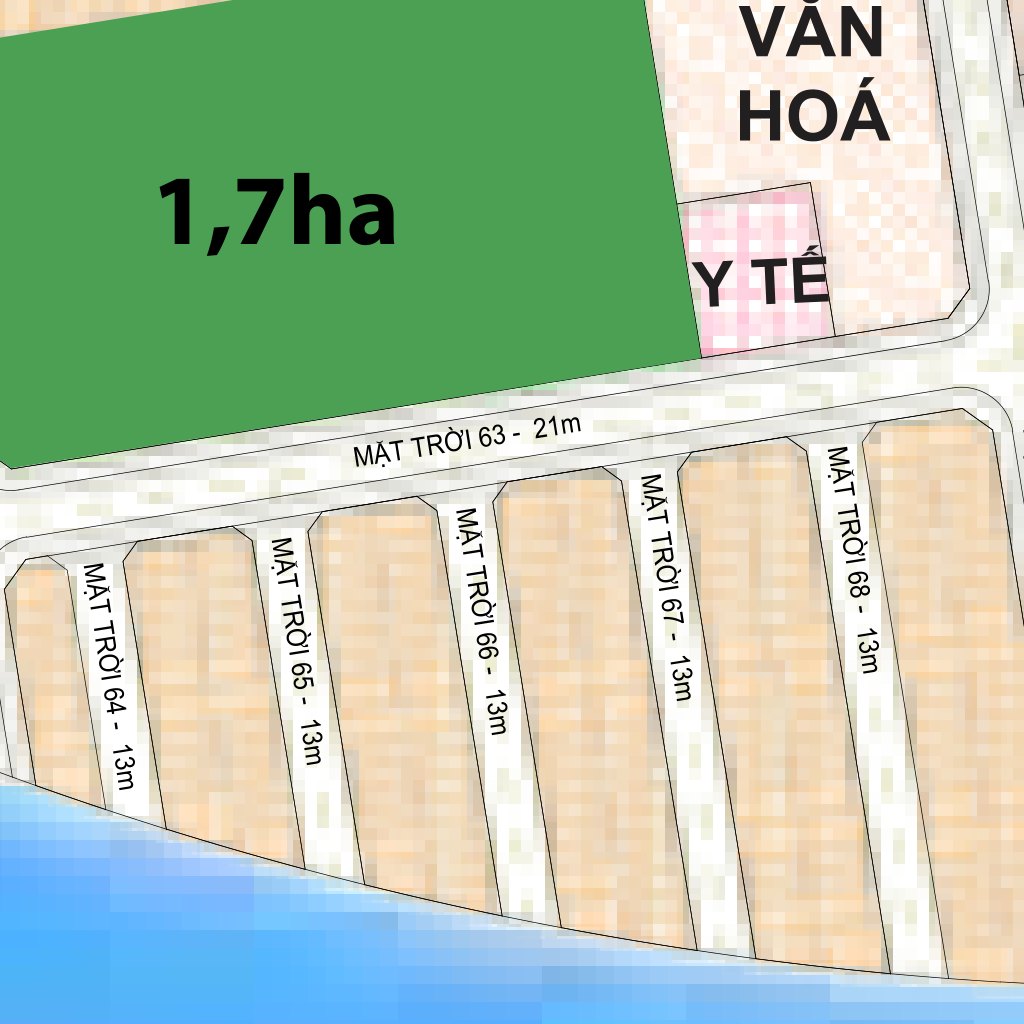 VĂN
HOÁ
1,7ha
Y TẾ
MẶT TRỜI 63 - 21m
MẶT TRỜI 64 - 13m
MẶT TRỜI 65 - 13m
MẶT TRỜI 66 - 13m
MẶT TRỜI 67 - 13m
MẶT TRỜI 68 - 13m